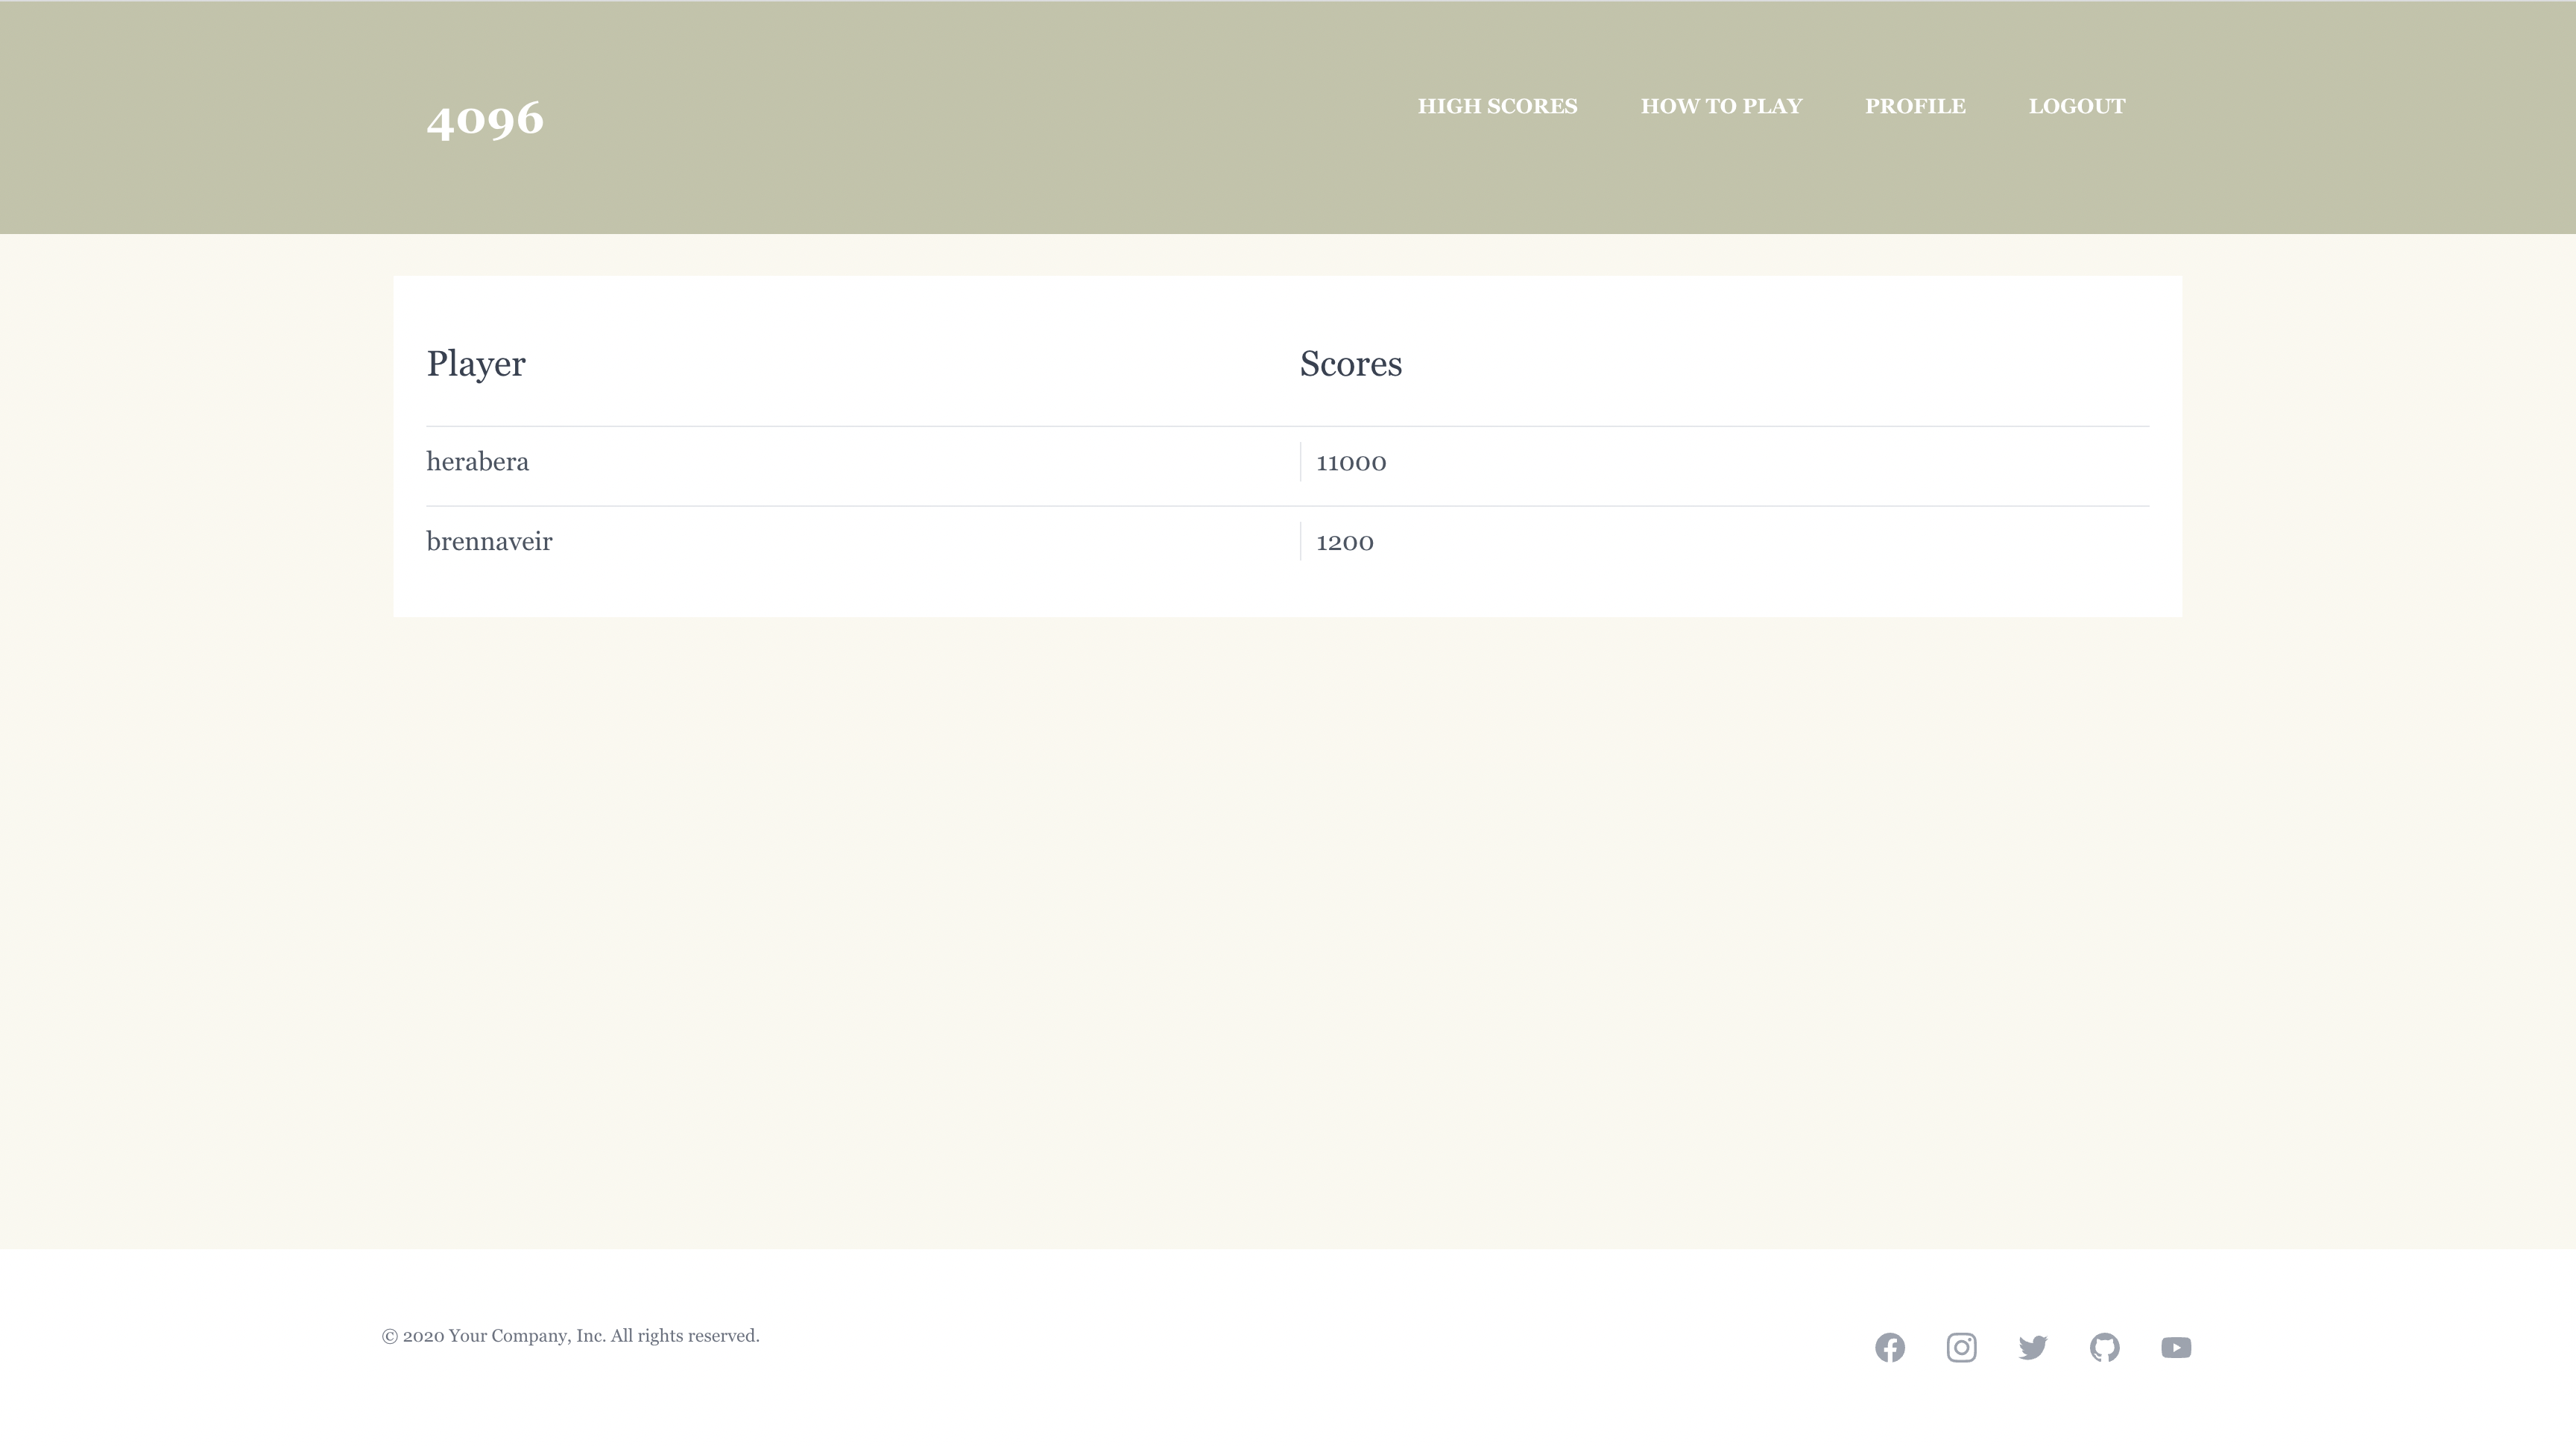 4096
HIGH SCORES HOW TO PLAY PROFILE LOGOUT
Player Scores
herabera 11000
brennaveir 1200
© 2020 Your Company, Inc. All rights reserved.